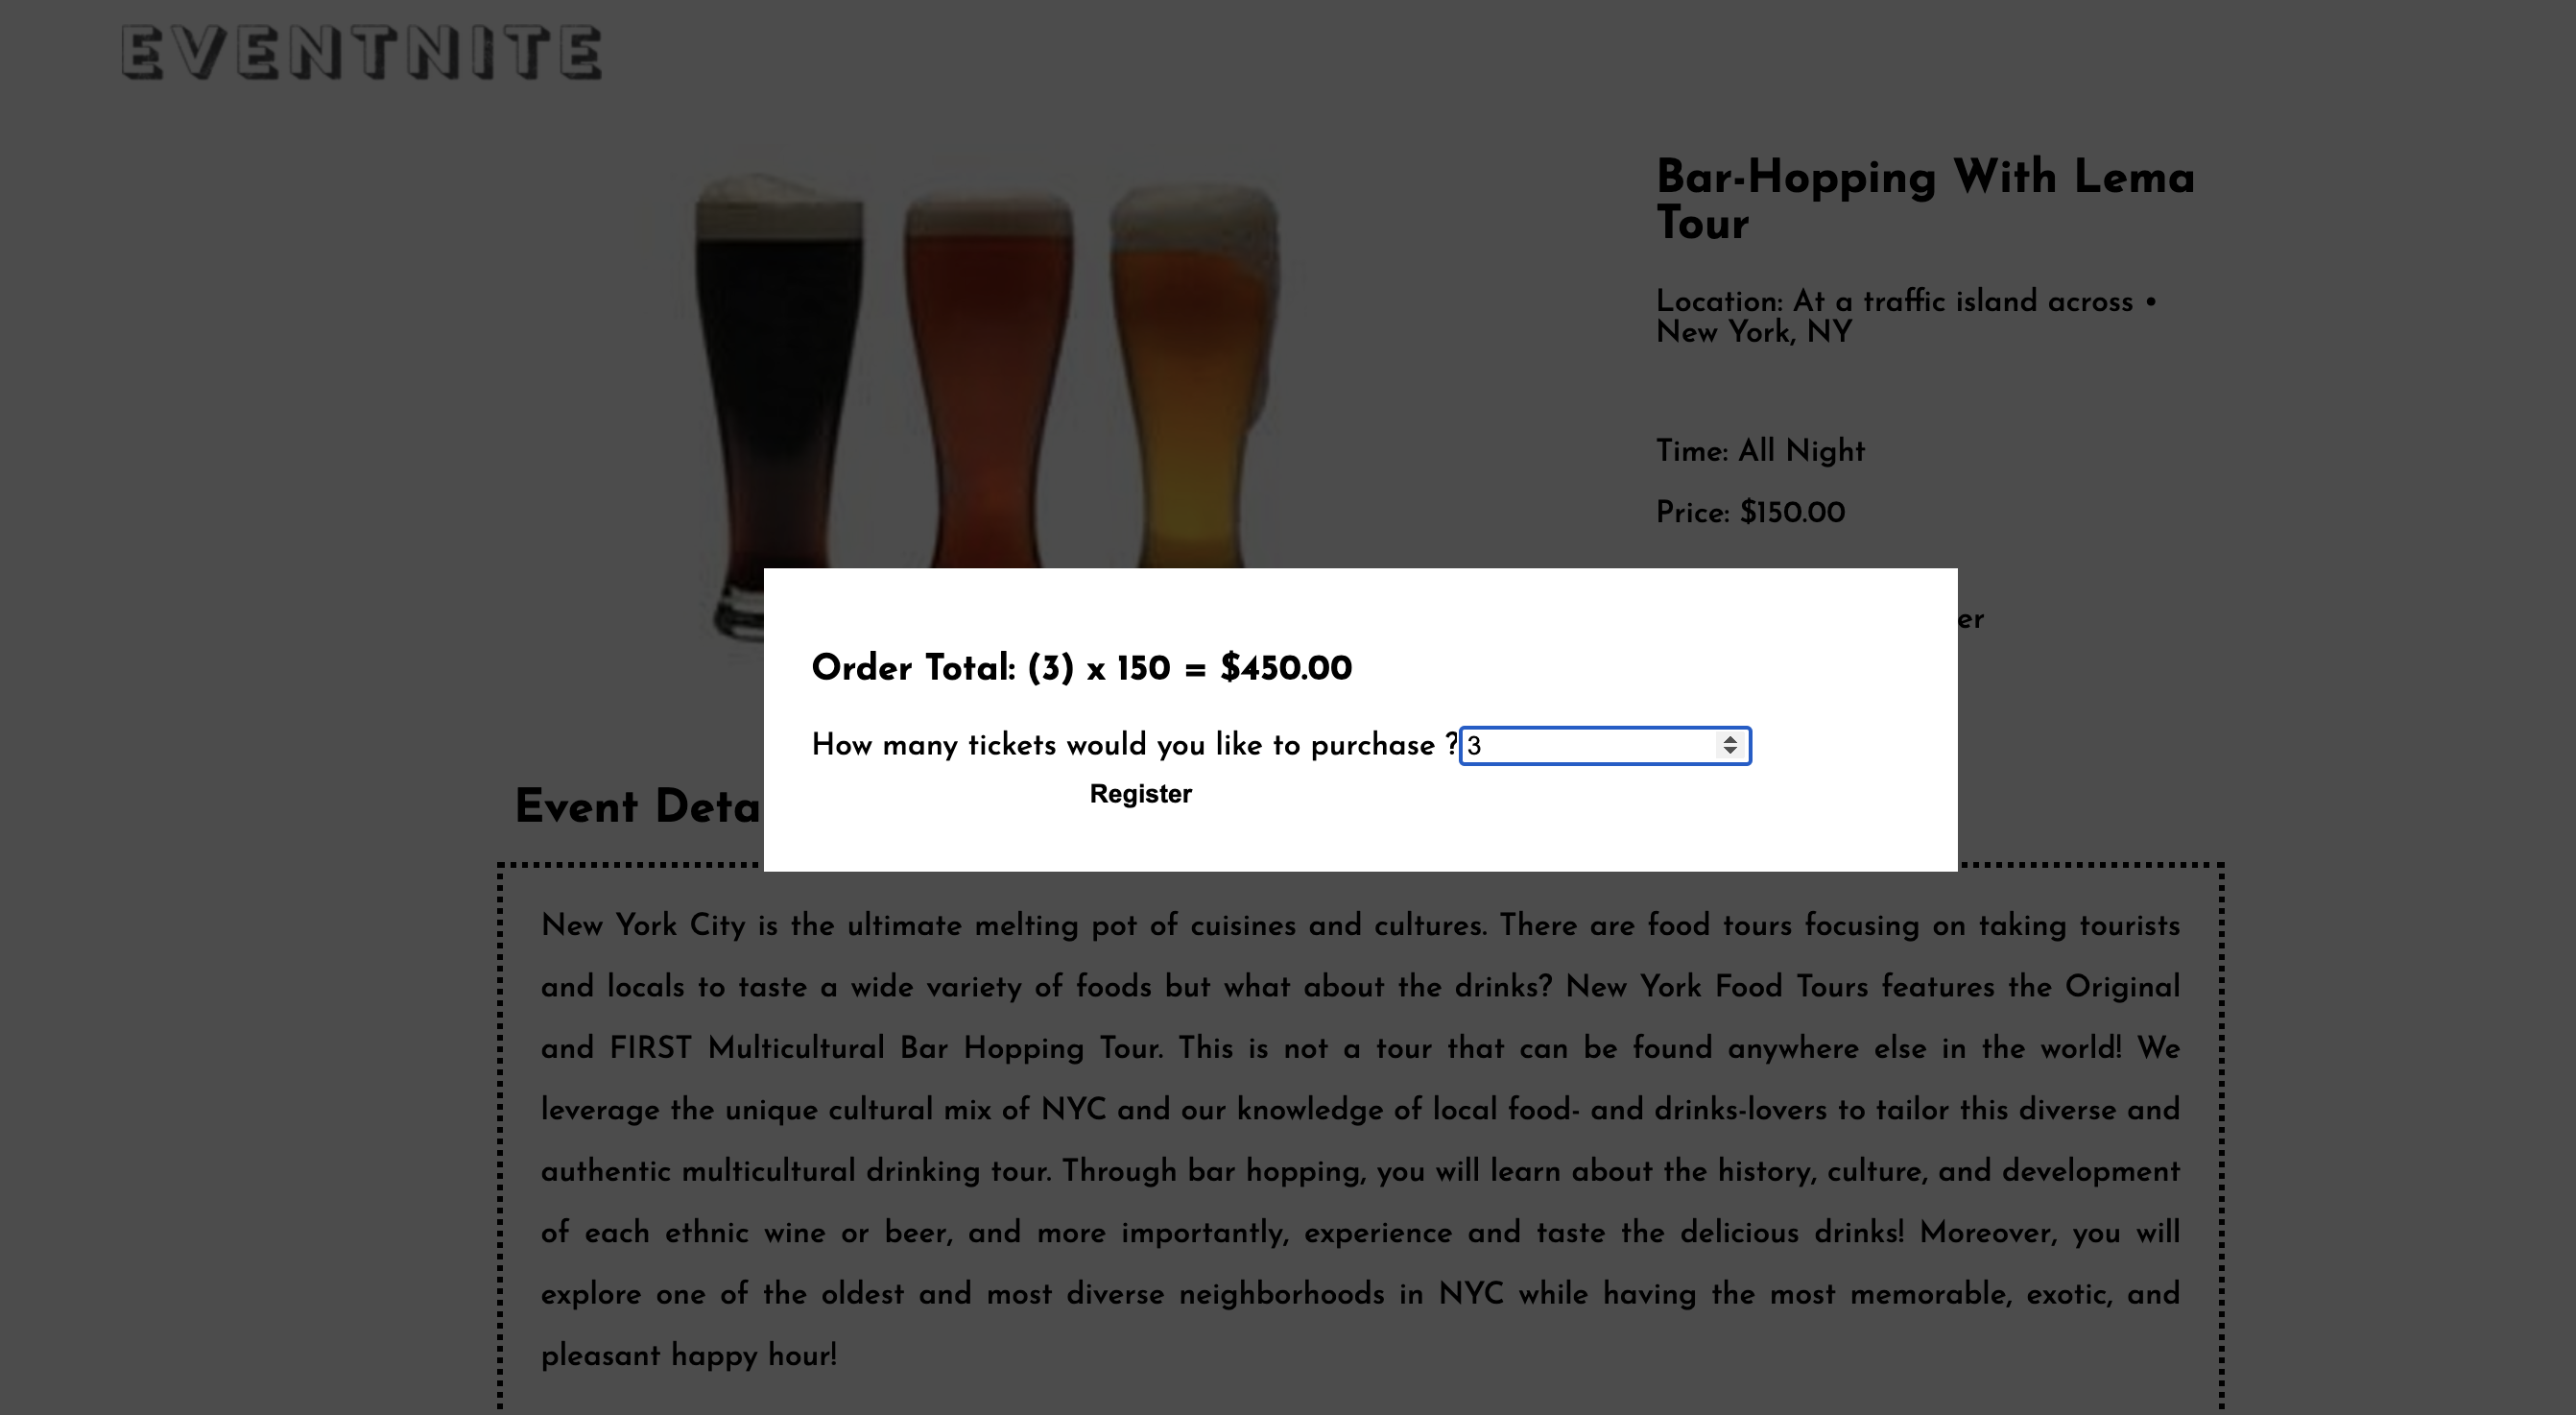 EVENTNITE
Bar-Hopping With Lema
Tour
Location: At a traffic island across •
New York, NY
Time: All Night
Price: $150.00
er
Order Total: (3) x 150 = $450.00
How many tickets would you like to purchase ? 3
Register
Event Deta
New York City is the ultimate melting pot of cuisines and cultures. There are food tours focusing on taking tourists
and locals to taste a wide variety of foods but what about the drinks? New York Food Tours features the Original
and FIRST Multicultural Bar Hopping Tour. This is not a tour that can be found anywhere else in the world! We
leverage the unique cultural mix of NYC and our knowledge of local food- and drinks-lovers to tailor this diverse and
authentic multicultural drinking tour. Through bar hopping, you will learn about the history, culture, and development
of each ethnic wine or beer, and more importantly, experience and taste the delicious drinks! Moreover, you will
explore one of the oldest and most diverse neighborhoods in NYC while having the most memorable, exotic, and
pleasant happy hour!